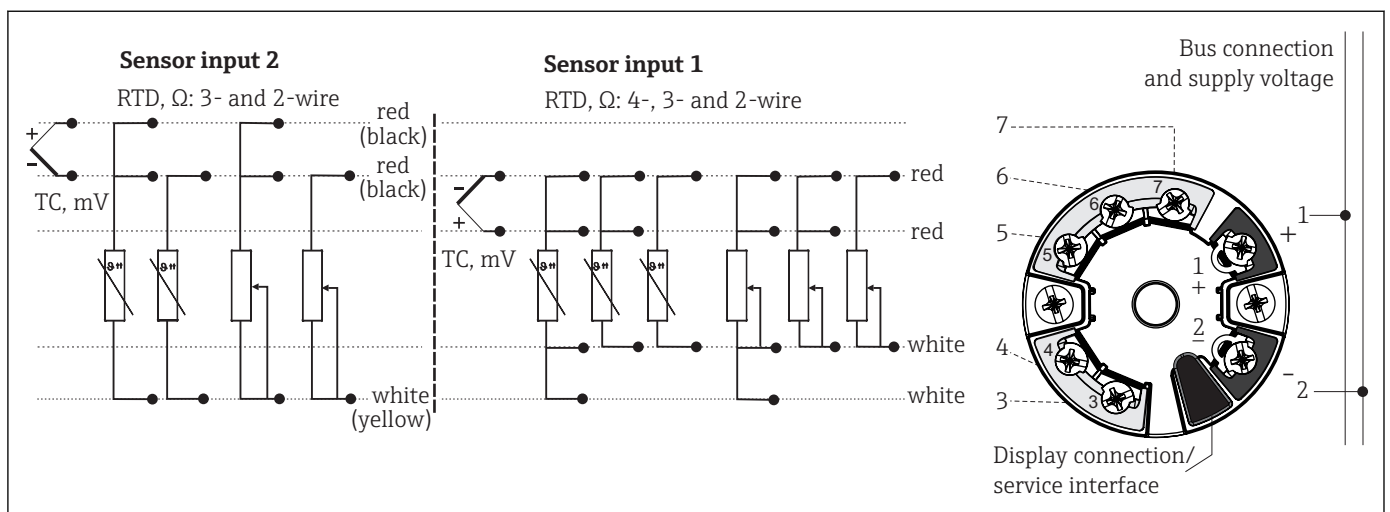 Sensor input 2
RTD, Ω: 3- and 2-wire
red
(black)
red
(black)
+
-
TC, mV
ϑ
ϑ
white
(yellow)
Sensor input 1
RTD, Ω: 4-, 3- and 2-wire
red
-
+
red
TC, mV
ϑ
ϑ
ϑ
white
white
Bus connection
and supply voltage
7
6
5
4
3
7
6
5
4
3
1
+
2
-
1
+
-
2
Display connection/
service interface